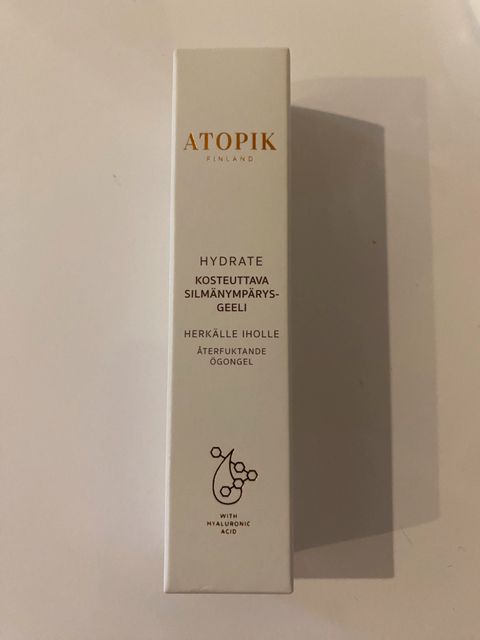 ATOPIK
FINLAND
HYDRATE
KOSTEUTTAVA
SILMÄNYMPÄRYS-
GEELI
HERKÄLLE IHOLLE
ÅTERFUKTANDE
ÖGONGEL
WITH
HYALURONIC
ACID